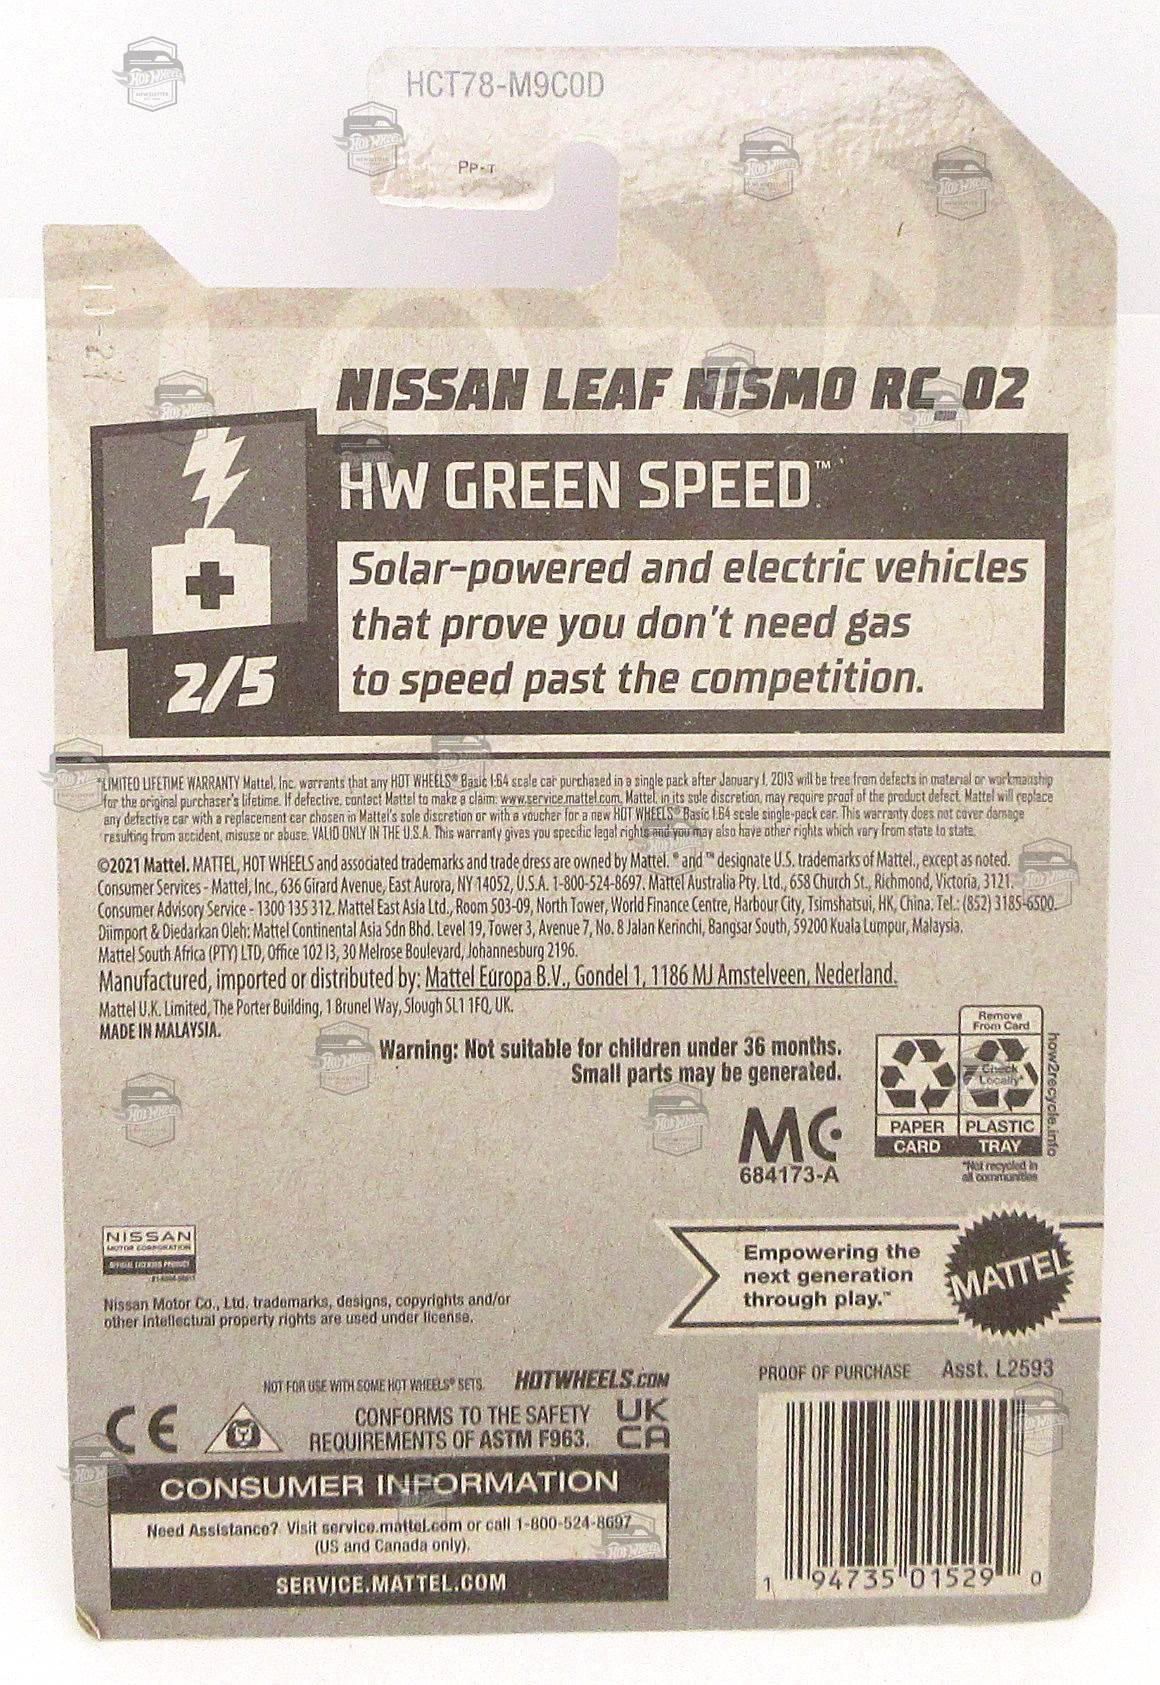 HCT78-M9C0D
PP-T
NISSAN LEAF NISMO RC_02
HW GREEN SPEED™
Solar-powered and electric vehicles
that prove you don't need gas
to speed past the competition.
2/5
*LIMITED LIFETIME WARRANTY Mattel, Inc. warrants that any HOT WHEELS® Basic 1:64 scale car purchased in a single pack after January 1, 2013 will be free from defects in material or workmanship
for the original purchaser's lifetime. If defective, contact Mattel to make a claim: www.service.mattel.com. Mattel, in its sole discretion, may require proof of the product defect. Mattel will replace
any defective car with a replacement car chosen in Mattel's sole discretion or with a voucher for a new HOT WHEELS® Basic 1:64 scale single-pack car. This warranty does not cover damage
resulting from accident, misuse or abuse. VALID ONLY IN THE U.S.A. This warranty gives you specific legal rights and you may also have other rights which vary from state to state.
©2021 Mattel. MATTEL, HOT WHEELS and associated trademarks and trade dress are owned by Mattel. ® and ™ designate U.S. trademarks of Mattel., except as noted.
Consumer Services - Mattel, Inc., 636 Girard Avenue, East Aurora, NY 14052, U.S.A. 1-800-524-8697. Mattel Australia Pty. Ltd., 658 Church St., Richmond, Victoria, 3121.
Consumer Advisory Service - 1300 135 312. Mattel East Asia Ltd., Room 503-09, North Tower, World Finance Centre, Harbour City, Tsimshatsui, HK, China. Tel.: (852) 3185-6500.
Diimport & Diedarkan Oleh: Mattel Continental Asia Sdn Bhd. Level 19, Tower 3, Avenue 7, No. 8 Jalan Kerinchi, Bangsar South, 59200 Kuala Lumpur, Malaysia.
Mattel South Africa (PTY) LTD, Office 102 I3, 30 Melrose Boulevard, Johannesburg 2196.
Manufactured, imported or distributed by: Mattel Europa B.V., Gondel 1, 1186 MJ Amstelveen, Nederland.
Mattel U.K. Limited, The Porter Building, 1 Brunel Way, Slough SL1 1FQ, UK.
MADE IN MALAYSIA.
Warning: Not suitable for children under 36 months.
Small parts may be generated.
MC
684173-A
Remove
From Card
Check
Locally*
PAPER
CARD
PLASTIC
TRAY
*Not recycled in
all communities
how2recycle.info
NISSAN
MOTOR CORPORATION
OFFICIAL LICENSED PRODUCT
Nissan Motor Co., Ltd. trademarks, designs, copyrights and/or
other intellectual property rights are used under license.
Empowering the
next generation
through play.™
MATTEL
NOT FOR USE WITH SOME HOT WHEELS® SETS.
HOTWHEELS.COM
CE
CONFORMS TO THE SAFETY
REQUIREMENTS OF ASTM F963.
UK
CA
PROOF OF PURCHASE
Asst. L2593
CONSUMER INFORMATION
Need Assistance? Visit service.mattel.com or call 1-800-524-8697
(US and Canada only).
SERVICE.MATTEL.COM
1 94735 01529 0